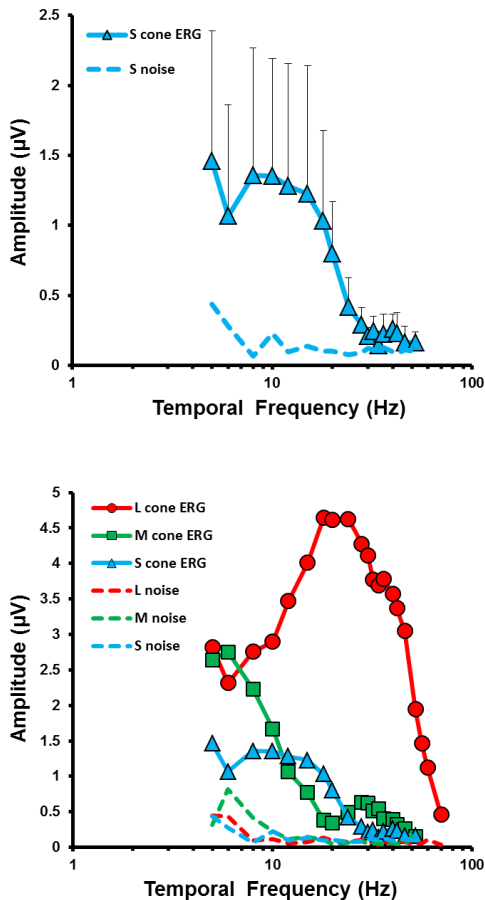 2.5
S cone ERG
S noise
2
1.5
1
0.5
0
Amplitude (µV)
1
10
100
Temporal Frequency (Hz)
5
L cone ERG
M cone ERG
S cone ERG
L noise
M noise
S noise
4.5
4
3.5
3
2.5
2
1.5
1
0.5
0
Amplitude (µV)
1
10
100
Temporal Frequency (Hz)